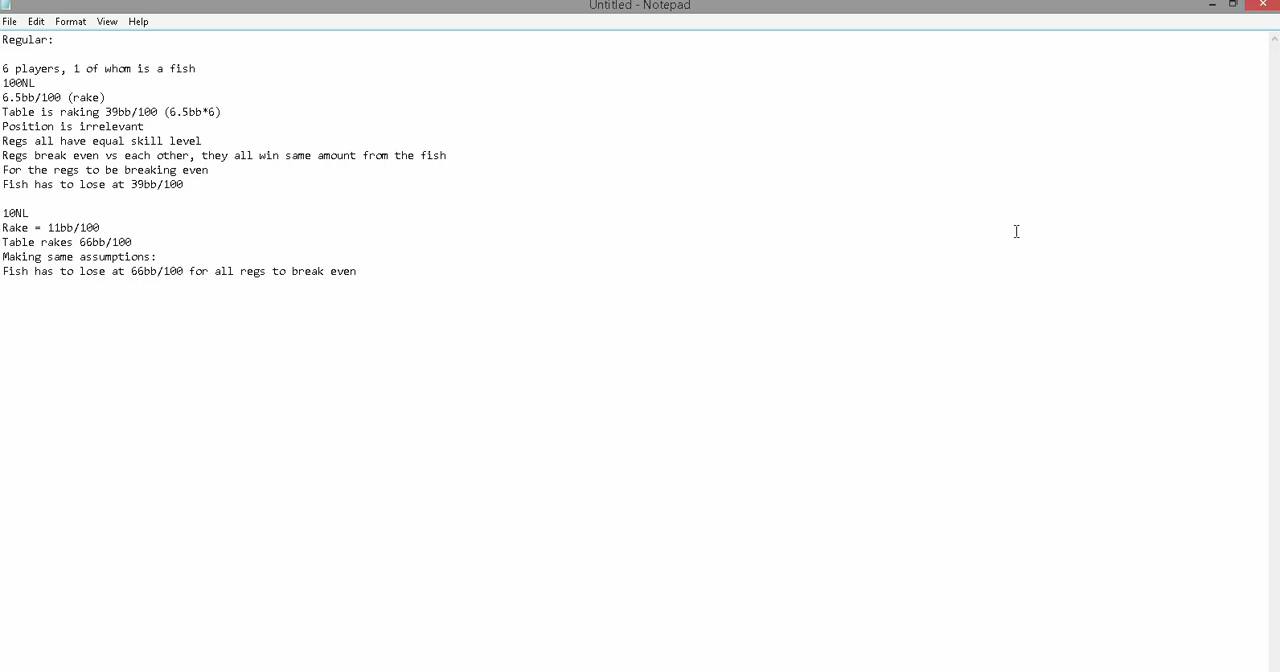 Untitled - Notepad
File Edit Format View Help
Regular:
6 players, 1 of whom is a fish
100NL
6.5bb/100 (rake)
Table is raking 39bb/100 (6.5bb*6)
Position is irrelevant
Regs all have equal skill level
Regs break even vs each other, they all win same amount from the fish
For the regs to be breaking even
Fish has to lose at 39bb/100
10NL
Rake = 11bb/100
Table rakes 66bb/100
Making same assumptions:
Fish has to lose at 66bb/100 for all regs to break even